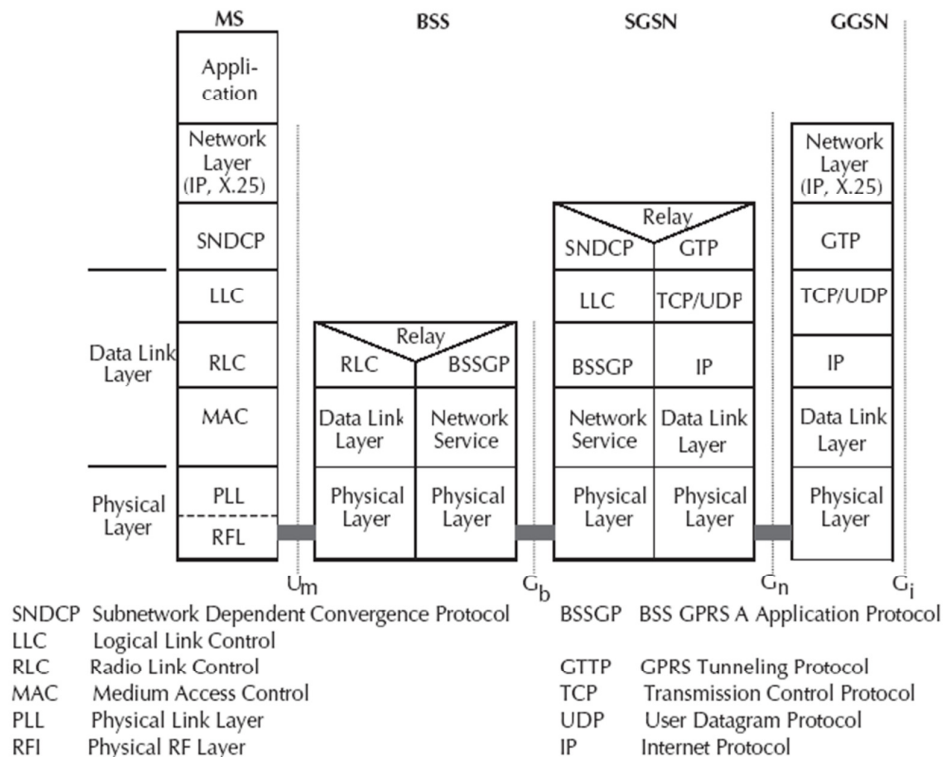 MS BSS SGSN GGSN
Appli-
cation
Network
Layer
(IP, X.25)
Network
Layer
(IP, X.25)
Relay
SNDCP
SNDCP GTP
GTP
LLC
LLC TCP/UDP
TCP/UDP
Relay
Data Link
Layer
RLC
RLC BSSGP
BSSGP IP
IP
MAC
Data Link
Layer
Network
Service
Network
Service
Data Link
Layer
Data Link
Layer
Physical
Layer
PLL
RFL
Physical
Layer
Physical
Layer
Physical
Layer
Physical
Layer
Physical
Layer
Um Gb Gn Gi
SNDCP Subnetwork Dependent Convergence Protocol
LLC Logical Link Control
RLC Radio Link Control
MAC Medium Access Control
PLL Physical Link Layer
RFI Physical RF Layer
BSSGP BSS GPRS A Application Protocol
GTTP GPRS Tunneling Protocol
TCP Transmission Control Protocol
UDP User Datagram Protocol
IP Internet Protocol